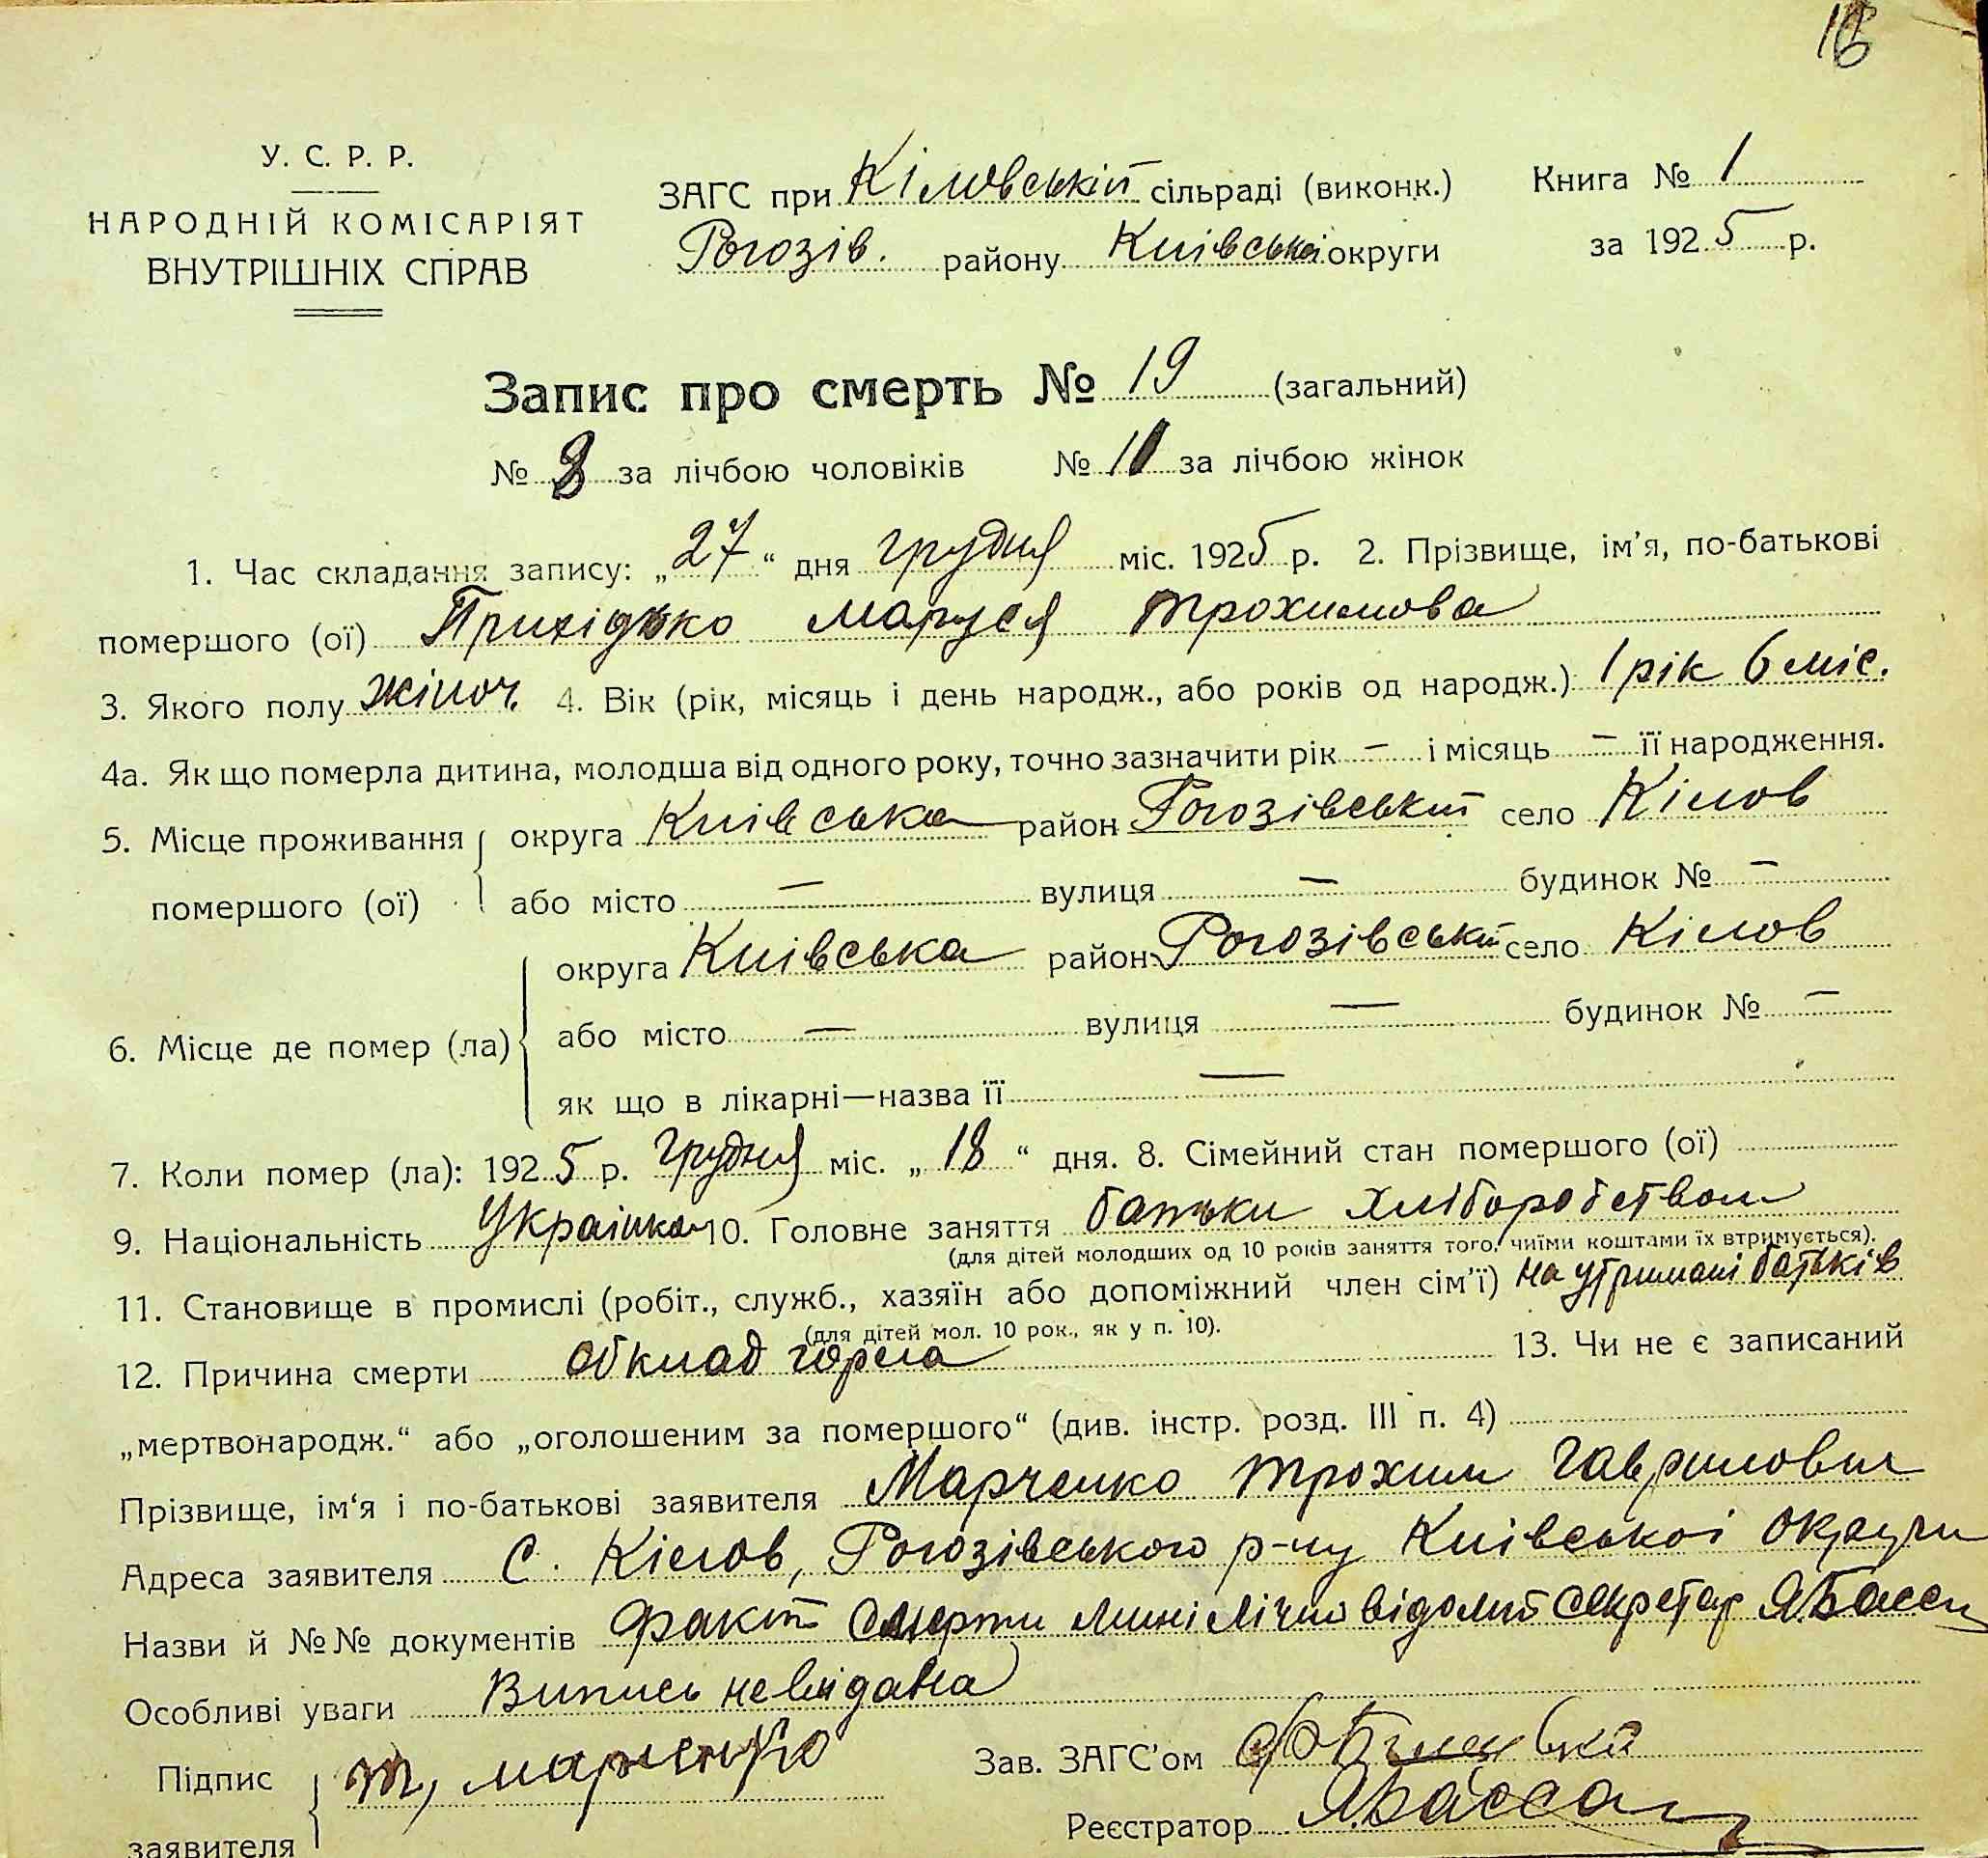 16
У. С. Р. Р.
НАРОДНІЙ КОМІСАРІЯТ
ВНУТРІШНІХ СПРАВ
ЗАГС при Кіловській сільраді (виконк.)
Рогозів. району Київської округи
Книга № 1
за 1925 р.
Запис про смерть № 19 (загальний)
№ 8 за лічбою чоловіків № 11 за лічбою жінок
1. Час складання запису: „27“ дня грудня міс. 1925 р. 2. Прізвище, ім’я, по-батькові
помершого (ої) Прихідько Маруся Трохимова
3. Якого полу жіноч. 4. Вік (рік, місяць і день народж., або років од народж.) 1 рік 6 міс.
4а. Як що померла дитина, молодша від одного року, точно зазначити рік — і місяць — її народження.
5. Місце проживання помершого (ої) округа Київська район Рогозівський село Кілов
або місто — вулиця — будинок № —
6. Місце де помер (ла) округа Київська район Рогозівський село Кілов
або місто — вулиця — будинок № —
як що в лікарні—назва її —
7. Коли помер (ла): 1925 р. грудня міс. „18“ дня. 8. Сімейний стан помершого (ої)
9. Національність Українка 10. Головне заняття батьки хліборобством
(для дітей молодших од 10 років заняття того, чиїми коштами їх втримується).
11. Становище в промислі (робіт., служб., хазяїн або допоміжний член сім’ї) на утримані батьків
(для дітей мол. 10 рок., як у п. 10).
12. Причина смерти обклад горла 13. Чи не є записаний
„мертвонародж.“ або „оголошеним за помершого“ (див. інстр. розд. III п. 4)
Прізвище, ім‘я і по-батькові заявителя Марченко Трохим Гаврилович
Адреса заявителя С. Кілов, Рогозівського р-ну Київської округи
Назви й №№ документів Факт смерти мині лічно відомий секретар Я Басса
Особливі уваги Випись невидана
Підпис заявителя Т, марченко
Зав. ЗАГС’ом
Реєстратор ЯБасса